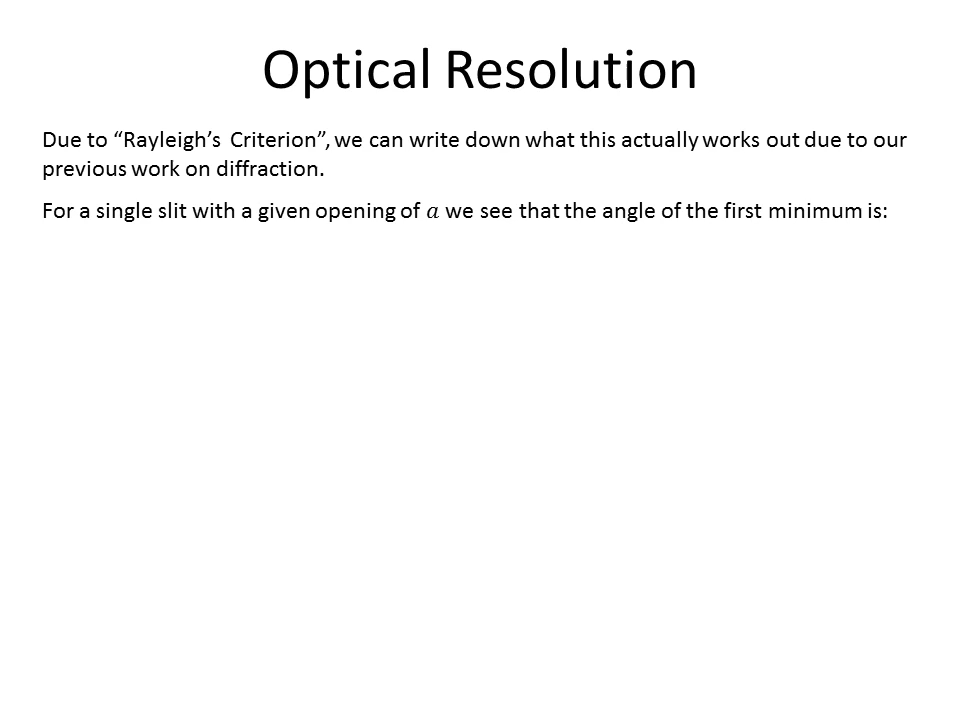 Optical Resolution
Due to “Rayleigh’s Criterion”, we can write down what this actually works out due to our
previous work on diffraction.
For a single slit with a given opening of 𝑎 we see that the angle of the first minimum is: